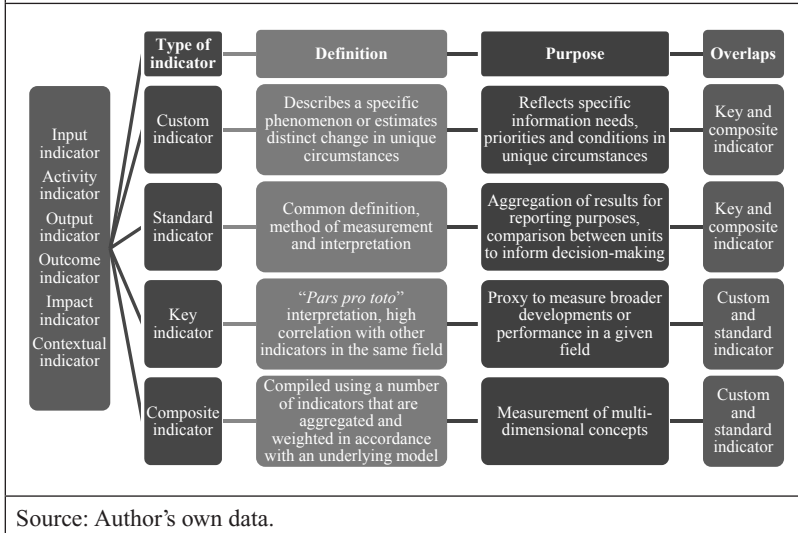 Type of
indicator
Definition
Purpose
Overlaps
Input
indicator
Activity
indicator
Output
indicator
Outcome
indicator
Impact
indicator
Contextual
indicator
Custom
indicator
Describes a specific
phenomenon or estimates
distinct change in unique
circumstances
Reflects specific
information needs,
priorities and conditions in
unique circumstances
Key and
composite
indicator
Standard
indicator
Common definition,
method of measurement
and interpretation
Aggregation of results for
reporting purposes,
comparison between units
to inform decision-making
Key and
composite
indicator
Key
indicator
“Pars pro toto”
interpretation, high
correlation with other
indicators in the same field
Proxy to measure broader
developments or
performance in a given
field
Custom
and
standard
indicator
Composite
indicator
Compiled using a number
of indicators that are
aggregated and
weighted in accordance
with an underlying model
Measurement of multi-
dimensional concepts
Custom
and
standard
indicator
Source: Author’s own data.